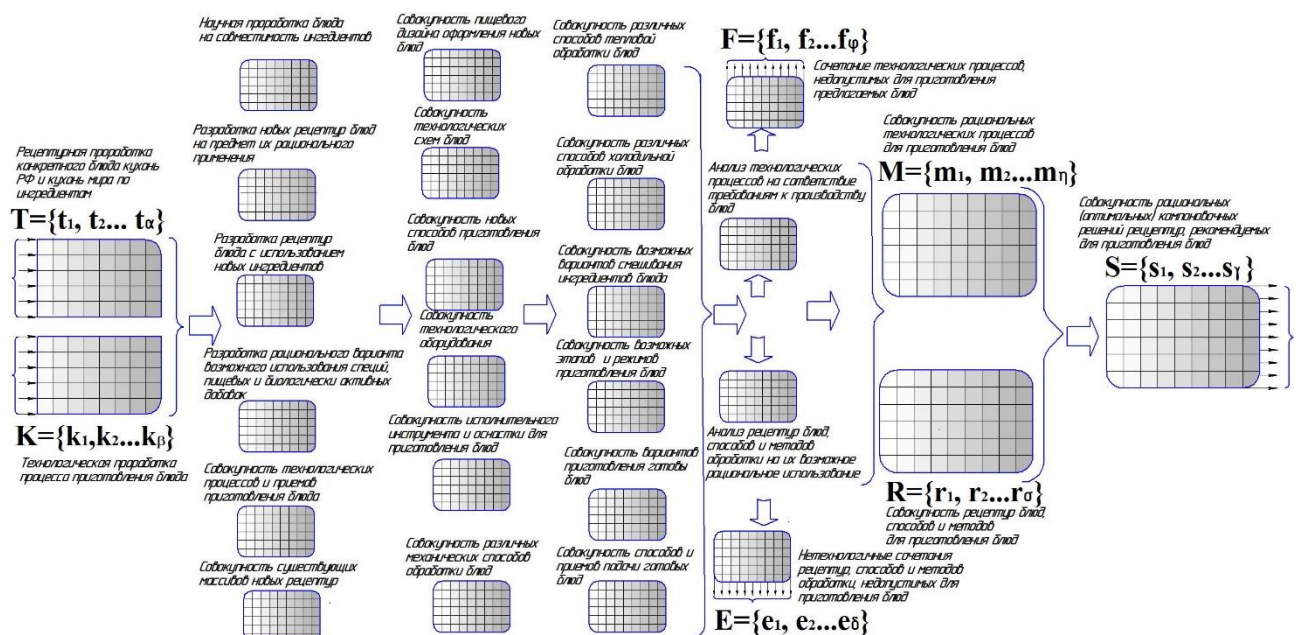 Рецептурная проработка
конкретного блюда кухонь
РФ и кухонь мира по
ингредиентам
T={t1, t2... tα}
K={k1,k2...kβ}
Технологическая проработка
процесса приготовления блюда
Научная проработка блюда
на совместимость ингедиентов
Разработка новых рецептур блюд
на предмет их рационального
применения
Разработка рецептур
блюда с использованием
новых ингредиентов
Разработка рационального варианта
возможного использования специй,
пищевых и биологически активных
добавок
Совокупность технологических
процессов и приемов
приготовления блюда
Совокупность существующих
массивов новых рецептур
Совокупность пищевого
дизайна оформления новых
блюд
Совокупность
технологических
схем блюд
Совокупность новых
способов приготовления
блюд
Совокупность
технологического
оборудования
Совокупность исполнительного
инструмента и оснастки для
приготовления блюд
Совокупность различных
механических способов
обработки блюд
Совокупность различных
способов тепловой
обработки блюд
Совокупность различных
способов холодильной
обработки блюд
Совокупность возможных
вариантов смешивания
ингредиентов блюда
Совокупность возможных
этапов и режимов
приготовления блюд
Совокупность вариантов
приготовления готовы
блюд
Совокупность способов и
приемов подачи готовых
блюд
F={f1, f2...fφ}
Сочетание технологических процессов,
недопустимых для приготовления
предлагаемых блюд
Анализ технологических
процессов на сответствие
требованиям к производству
блюд
Анализ рецептур блюд,
способов и методов
обработки на их возможное
рациональное использование
Нетехнологичные сочетания
рецептур, способов и методов
обработки, недопустимых для
приготовления блюд
E={e1, e2...eδ}
Совокупность рациональных
технологических процессов
для приготовления блюд
M={m1, m2...mη}
R={r1, r2...rσ}
Совокупность рецептур блюд,
способов и методов
для приготовления блюд
Совокупность рациональных
(оптимальных) компоновочных
решений рецептур, рекомендуемых
для приготовления блюд
S={s1, s2...sγ}